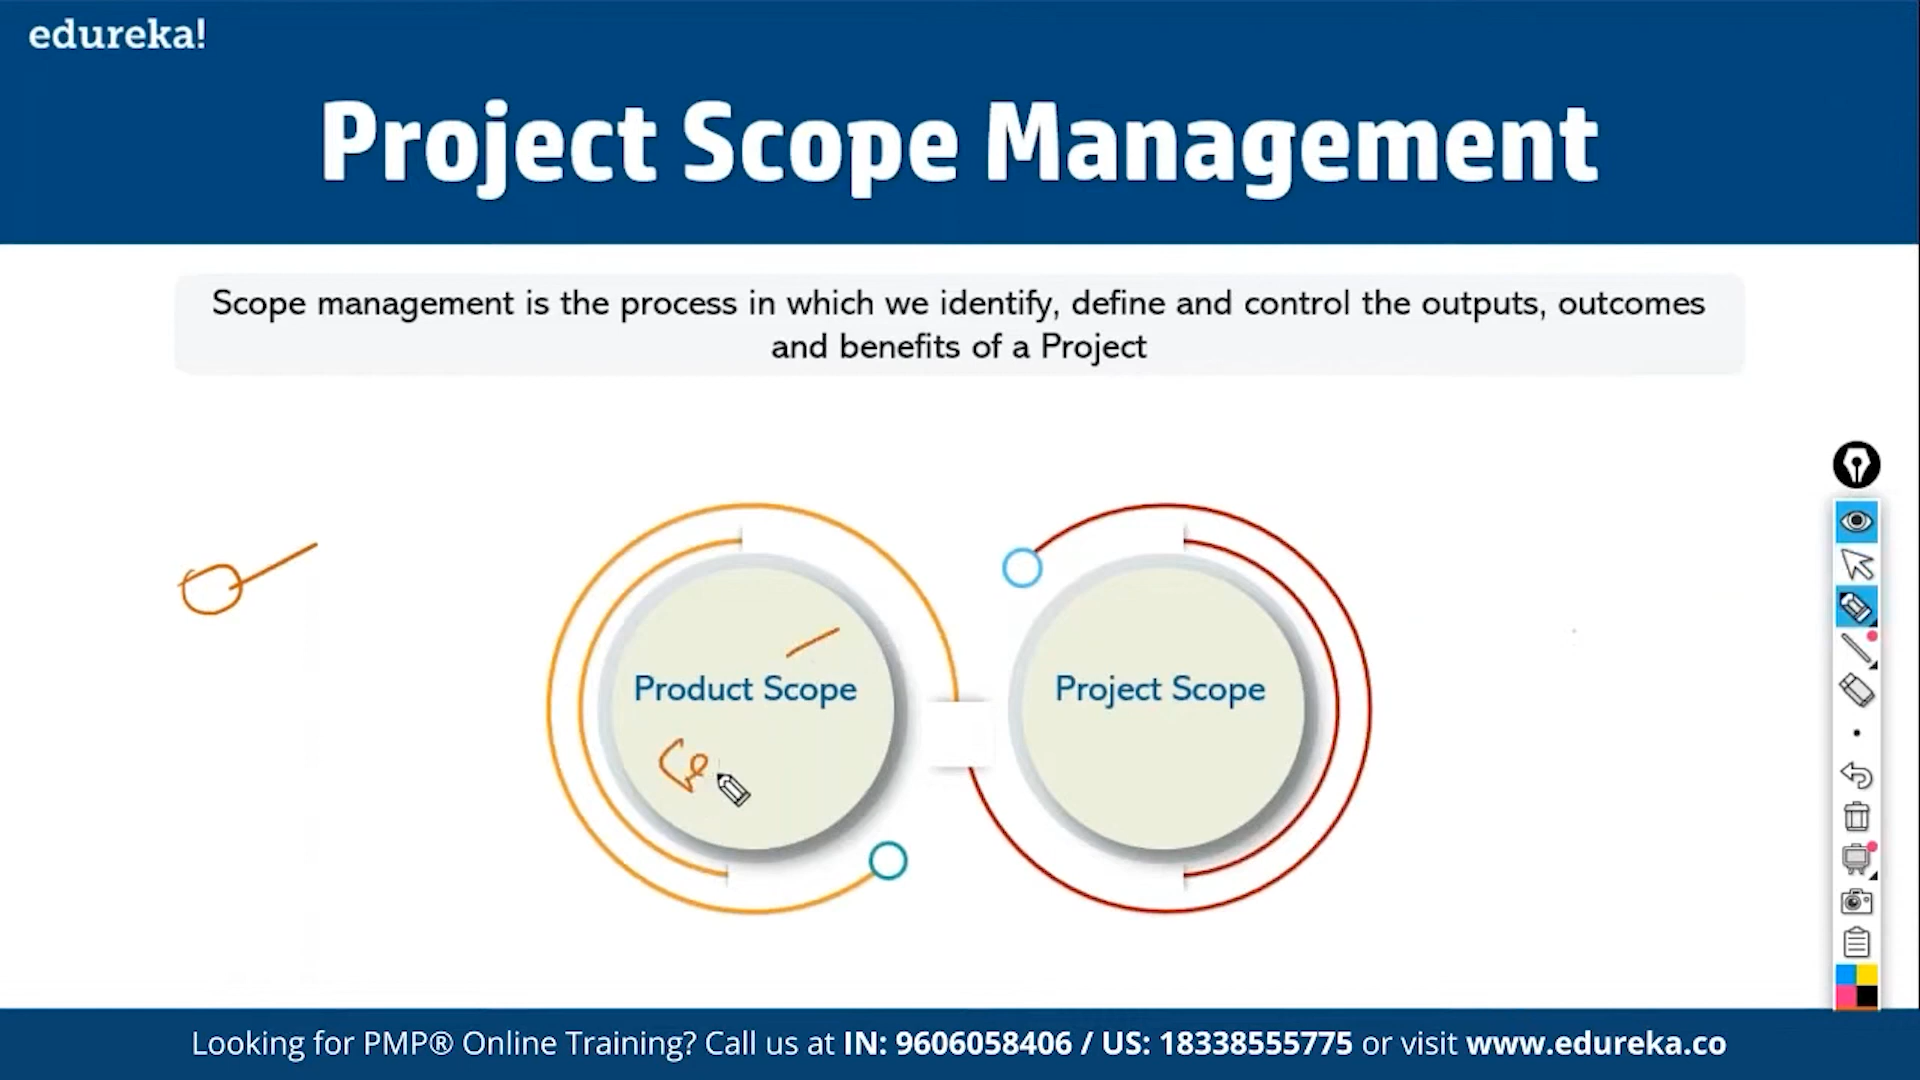 edureka!
Project Scope Management
Scope management is the process in which we identify, define and control the outputs, outcomes
and benefits of a Project
Product Scope
Project Scope
Looking for PMP® Online Training? Call us at IN: 9606058406 / US: 18338555775 or visit www.edureka.co